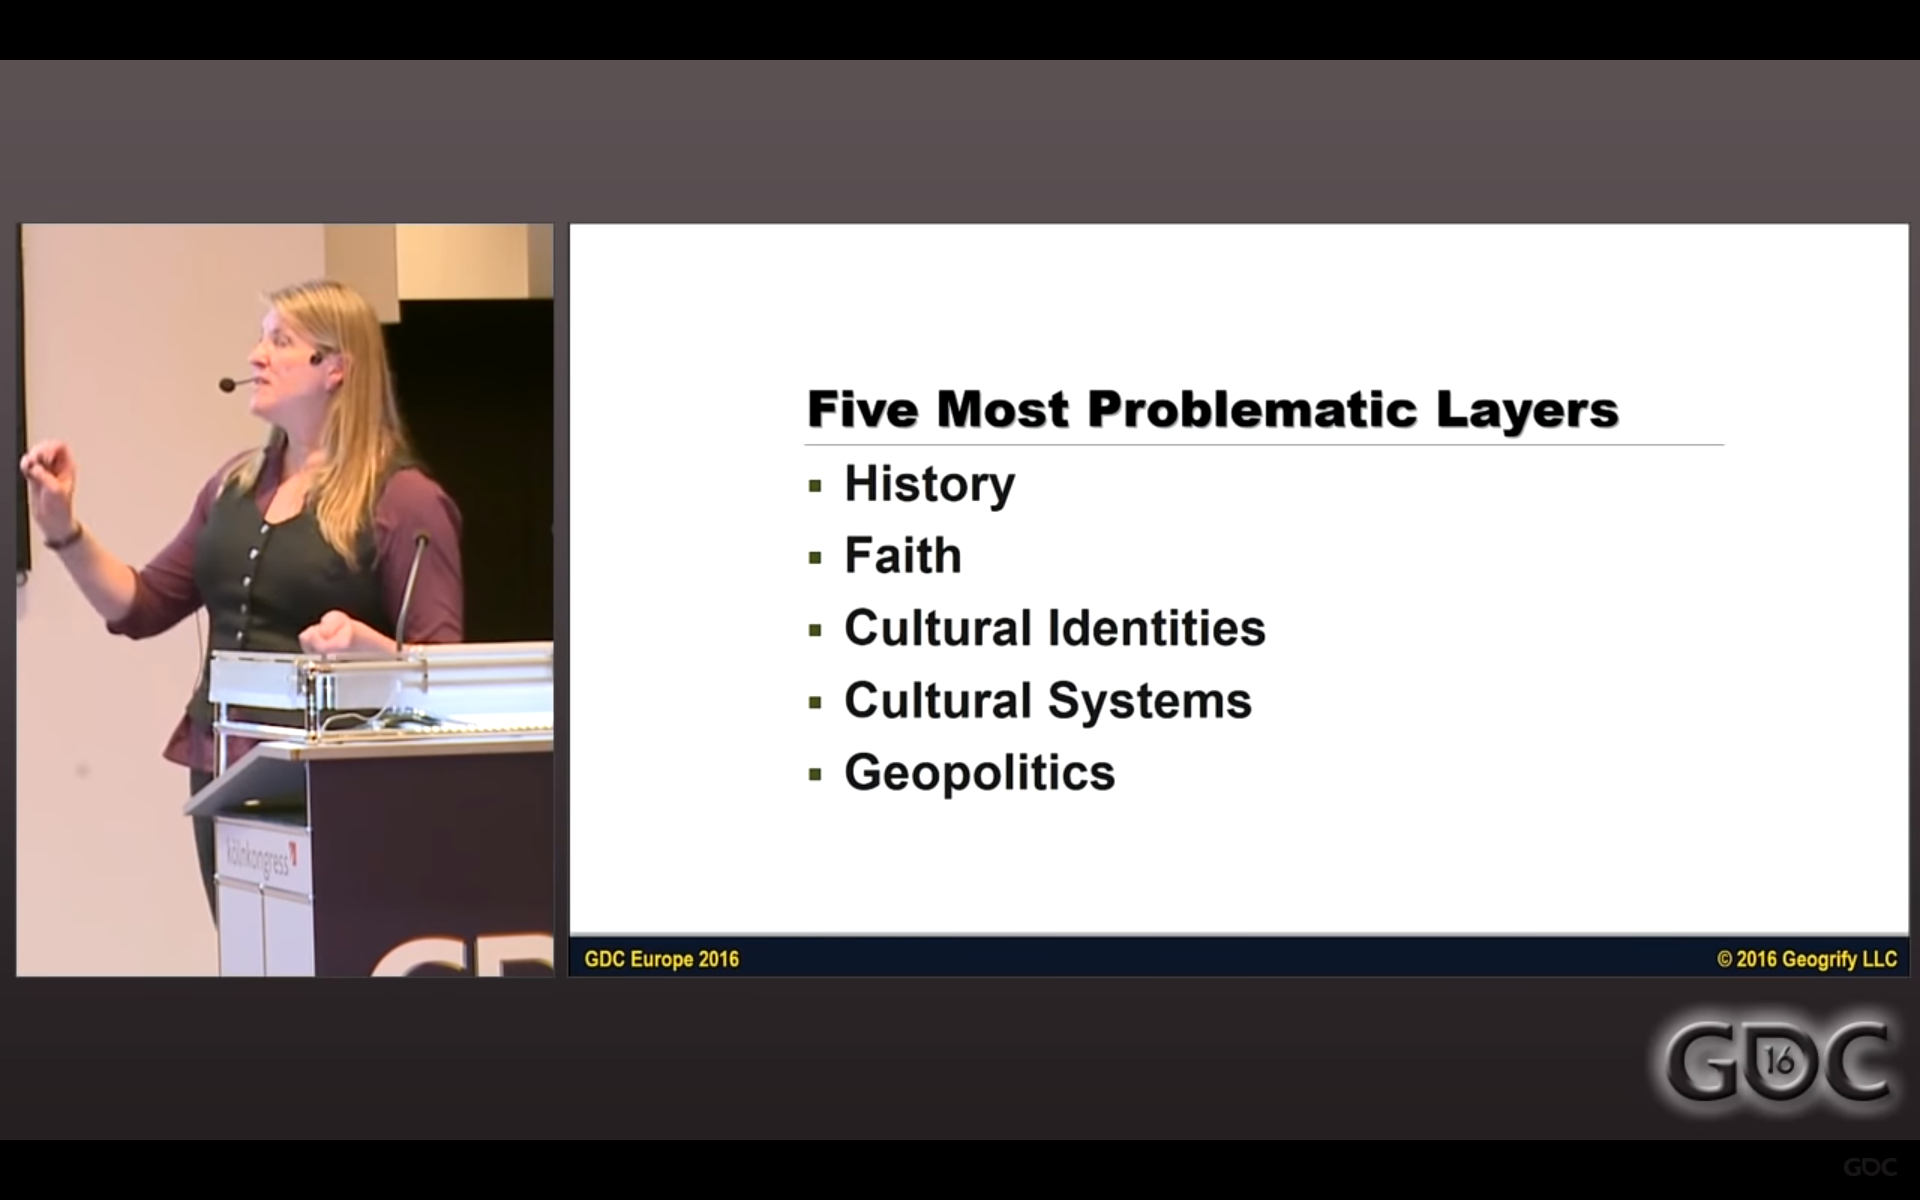 Five Most Problematic Layers
▪ History
▪ Faith
▪ Cultural Identities
▪ Cultural Systems
▪ Geopolitics
GDC Europe 2016
© 2016 Geogrify LLC
kölnkongress
GD
GDC
16
GDC